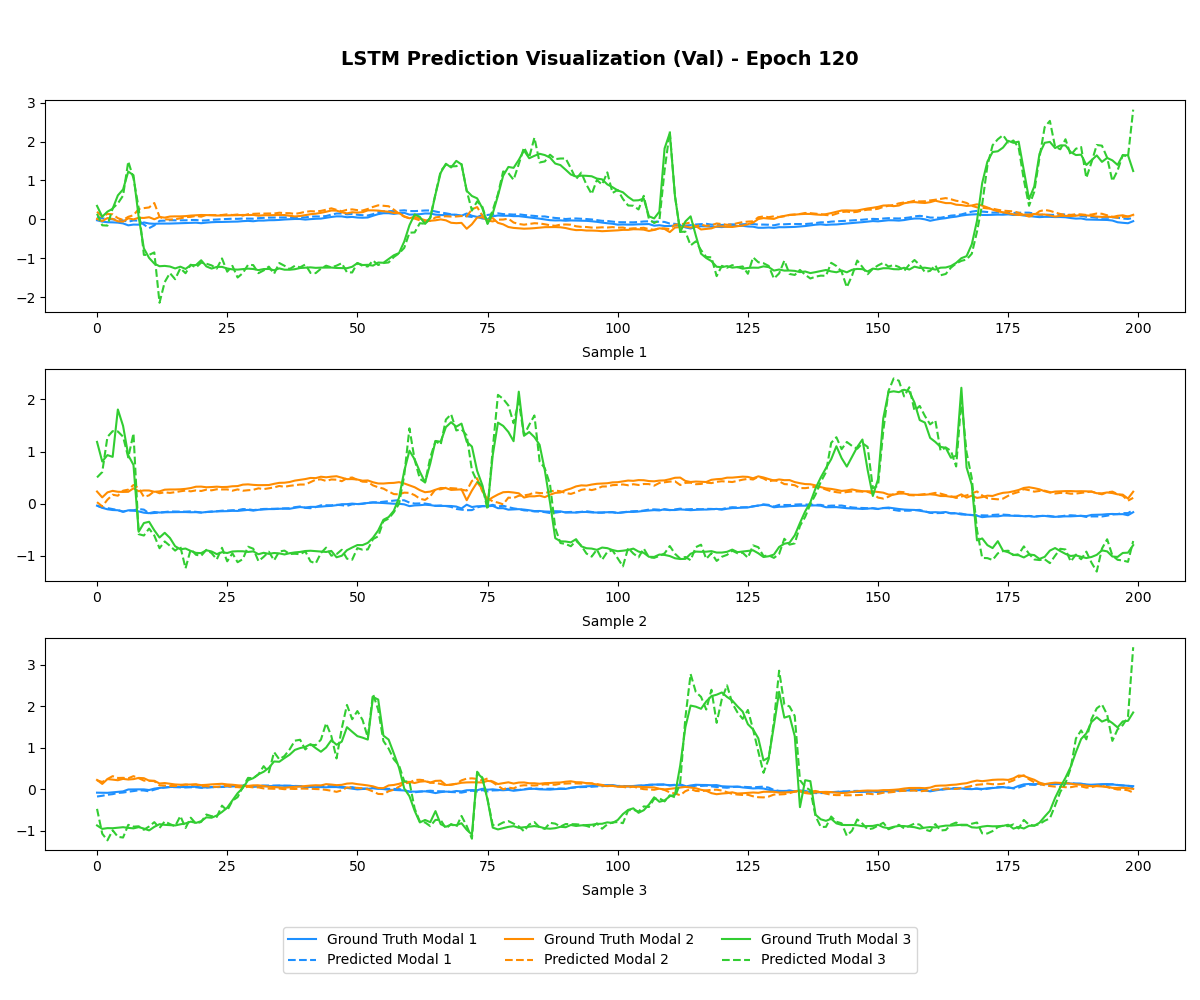 LSTM Prediction Visualization (Val) - Epoch 120
3
2
1
0
−1
−2
0 25 50 75 100 125 150 175 200
Sample 1
2
1
0
−1
0 25 50 75 100 125 150 175 200
Sample 2
3
2
1
0
−1
0 25 50 75 100 125 150 175 200
Sample 3
Ground Truth Modal 1 Ground Truth Modal 2 Ground Truth Modal 3
Predicted Modal 1 Predicted Modal 2 Predicted Modal 3